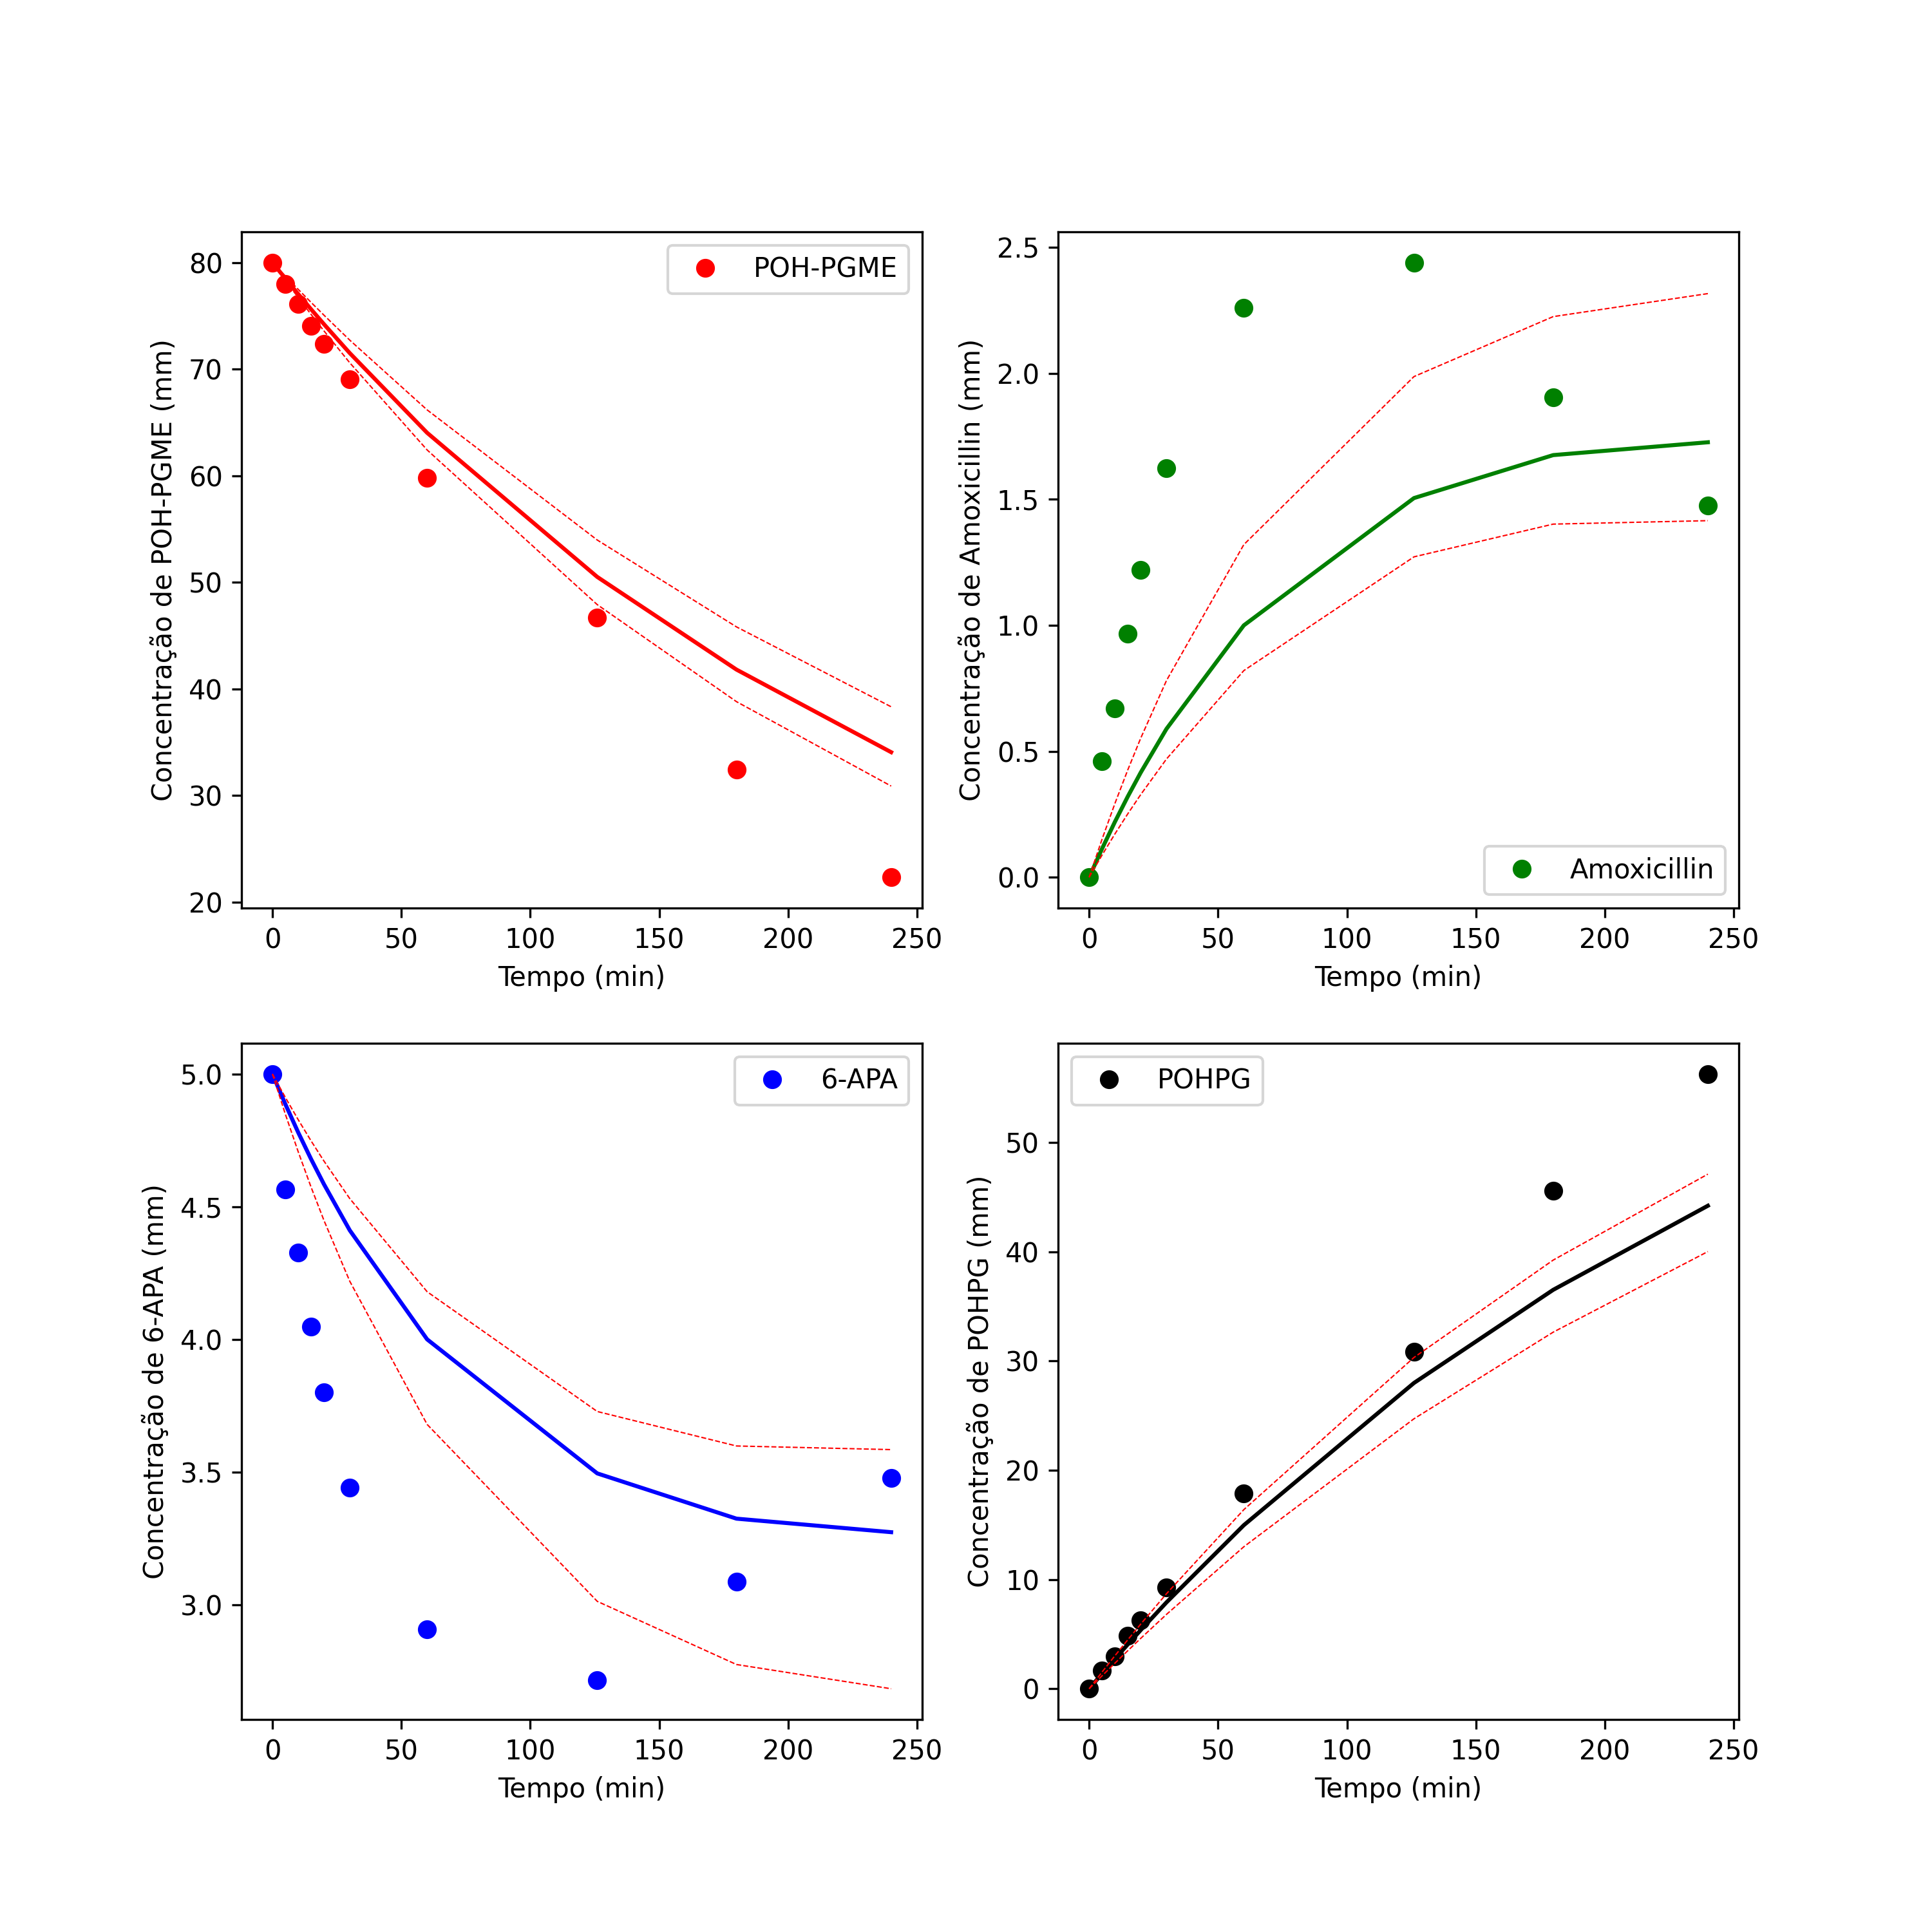 POH-PGME
Concentração de POH-PGME (mm)
80
70
60
50
40
30
20
0 50 100 150 200 250
Tempo (min)
Amoxicillin
Concentração de Amoxicillin (mm)
2.5
2.0
1.5
1.0
0.5
0.0
0 50 100 150 200 250
Tempo (min)
6-APA
Concentração de 6-APA (mm)
5.0
4.5
4.0
3.5
3.0
0 50 100 150 200 250
Tempo (min)
POHPG
Concentração de POHPG (mm)
50
40
30
20
10
0
0 50 100 150 200 250
Tempo (min)